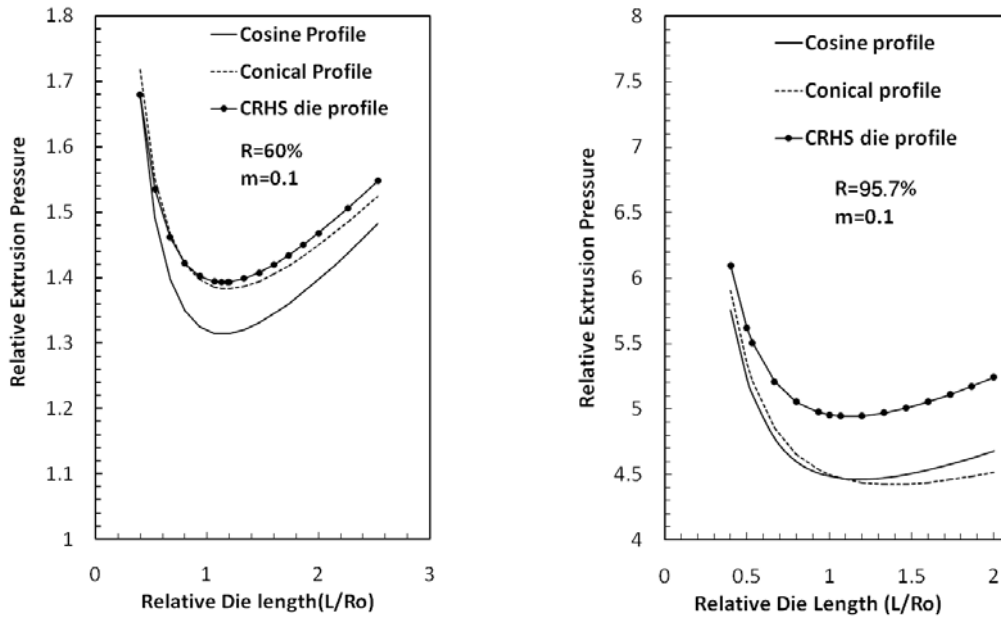 1.8
1.7
1.6
1.5
1.4
1.3
1.2
1.1
1
Relative Extrusion Pressure
Cosine Profile
Conical Profile
CRHS die profile
R=60%
m=0.1
0
1
2
3
Relative Die length(L/Ro)
8
7.5
7
6.5
6
5.5
5
4.5
4
Relative Extrusion Pressure
Cosine profile
Conical profile
CRHS die profile
R=95.7%
m=0.1
0
0.5
1
1.5
2
Relative Die Length (L/Ro)